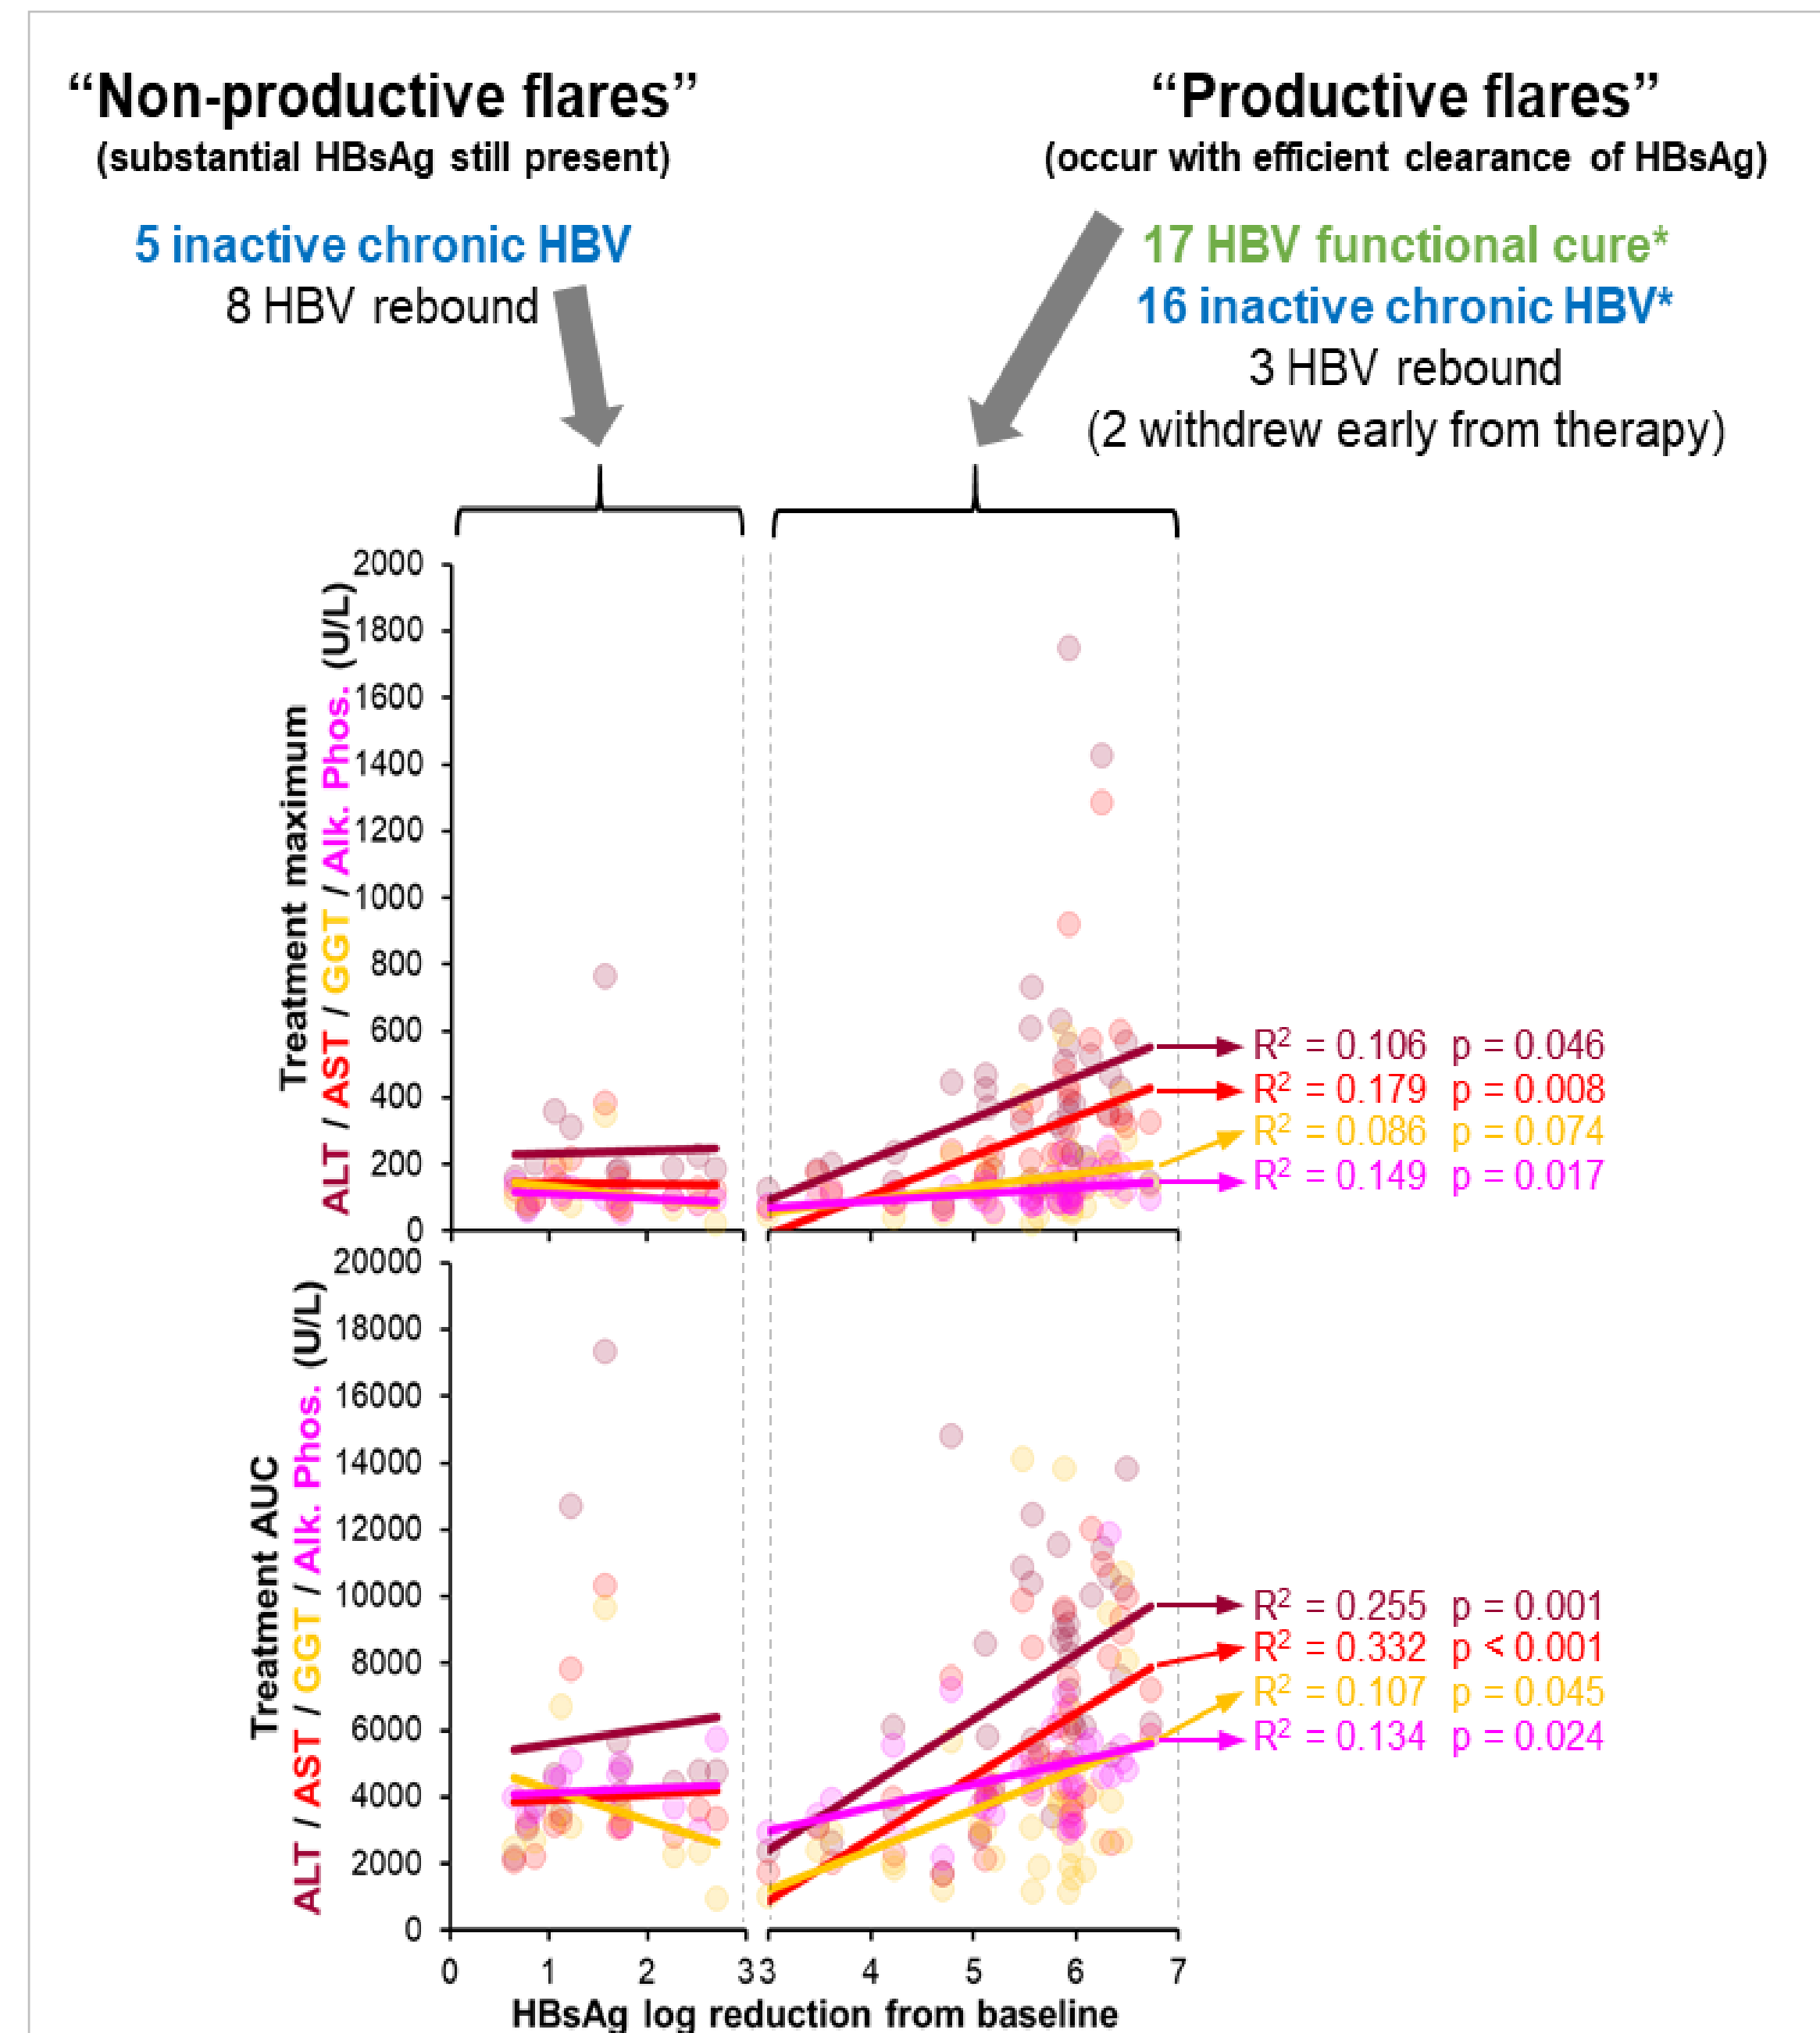 “Non-productive flares”
(substantial HBsAg still present)
5 inactive chronic HBV
8 HBV rebound
“Productive flares”
(occur with efficient clearance of HBsAg)
17 HBV functional cure*
16 inactive chronic HBV*
3 HBV rebound
(2 withdrew early from therapy)
Treatment maximum
ALT / AST / GGT / Alk. Phos. (U/L)
2000
1800
1600
1400
1200
1000
800
600
400
200
0
R² = 0.106 p = 0.046
R² = 0.179 p = 0.008
R² = 0.086 p = 0.074
R² = 0.149 p = 0.017
Treatment AUC
ALT / AST / GGT / Alk. Phos. (U/L)
20000
18000
16000
14000
12000
10000
8000
6000
4000
2000
0
R² = 0.255 p = 0.001
R² = 0.332 p < 0.001
R² = 0.107 p = 0.045
R² = 0.134 p = 0.024
0 1 2 3 3 4 5 6 7
HBsAg log reduction from baseline